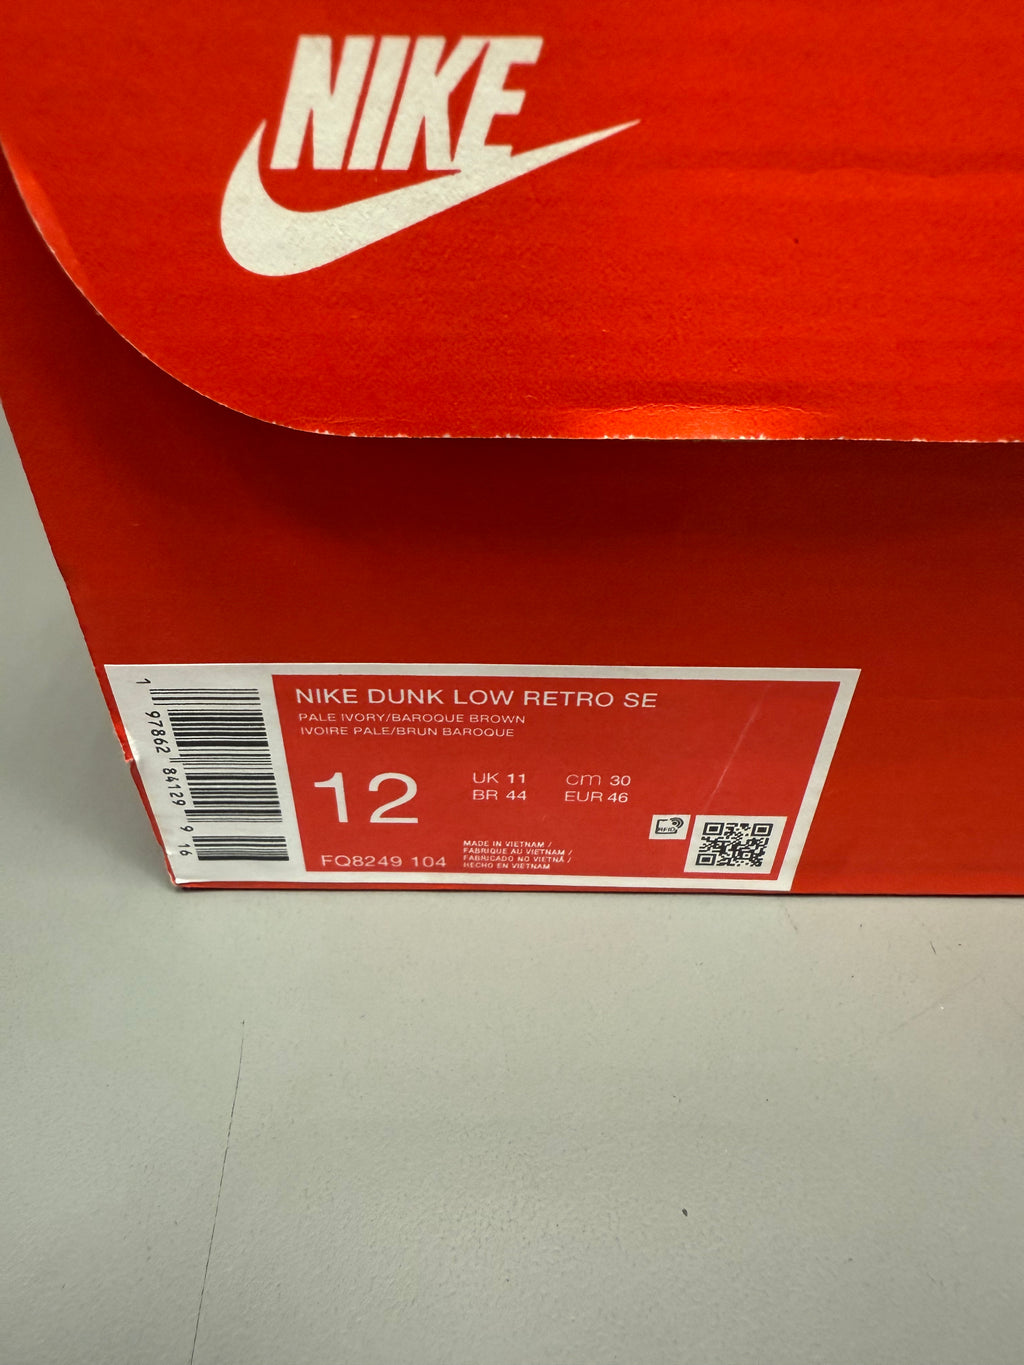 NIKE
NIKE DUNK LOW RETRO SE
PALE IVORY/BAROQUE BROWN
IVOIRE PALE/BRUN BAROQUE
12
UK 11
cm 30
BR 44
EUR 46
RFID
FQ8249 104
MADE IN VIETNAM /
FABRIQUE AU VIETNAM /
FABRICADO NO VIETNÃ /
HECHO EN VIETNAM
1 97862 84129 9 16